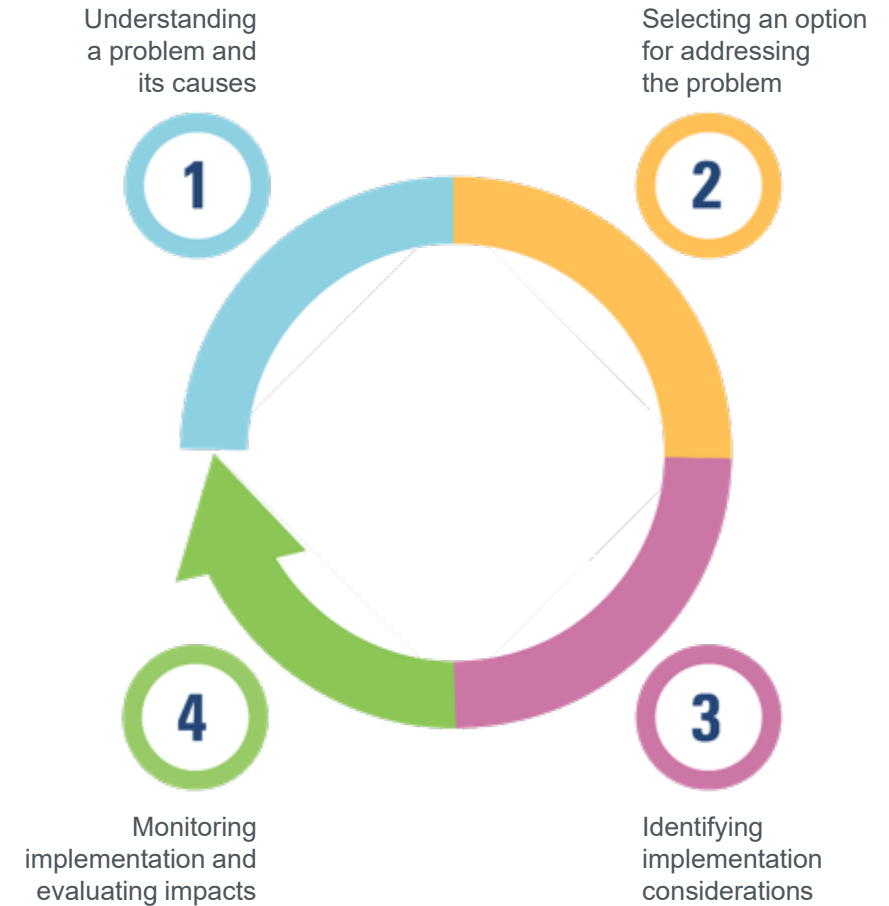 Understanding
a problem and
its causes
1
Selecting an option
for addressing
the problem
2
3
Identifying
implementation
considerations
4
Monitoring
implementation and
evaluating impacts